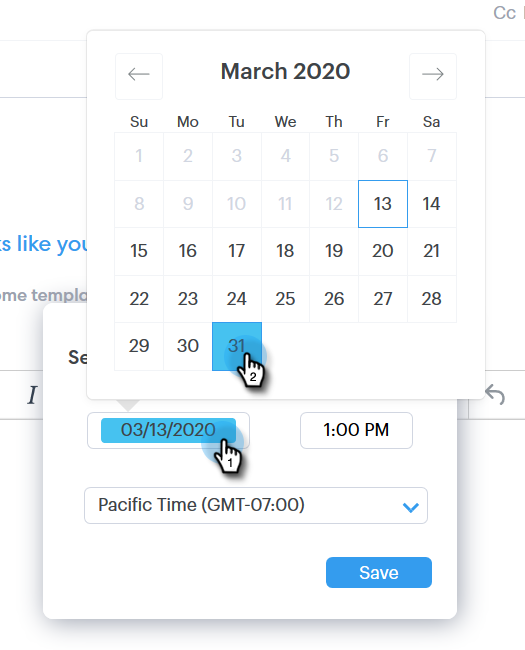 Cc
March 2020
Su Mo Tu We Th Fr Sa
1 2 3 4 5 6 7
8 9 10 11 12 13 14
15 16 17 18 19 20 21
22 23 24 25 26 27 28
29 30 31
2
s like you
ome templa
Se
I
03/13/2020 1:00 PM
1
Pacific Time (GMT-07:00)
Save